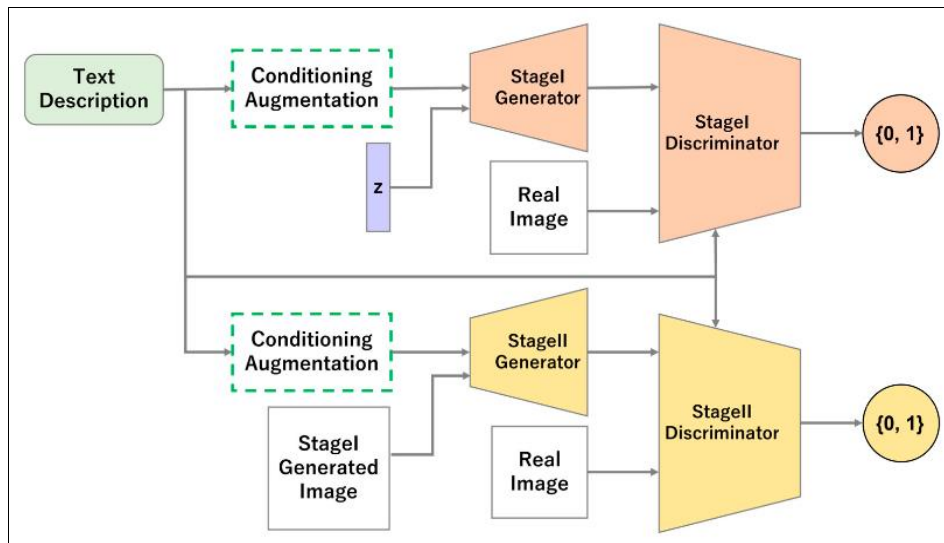 Text
Description
Conditioning
Augmentation
StageI
Generator
StageI
Discriminator
{0, 1}
z
Real
Image
Conditioning
Augmentation
StageII
Generator
StageII
Discriminator
{0, 1}
StageI
Generated
Image
Real
Image